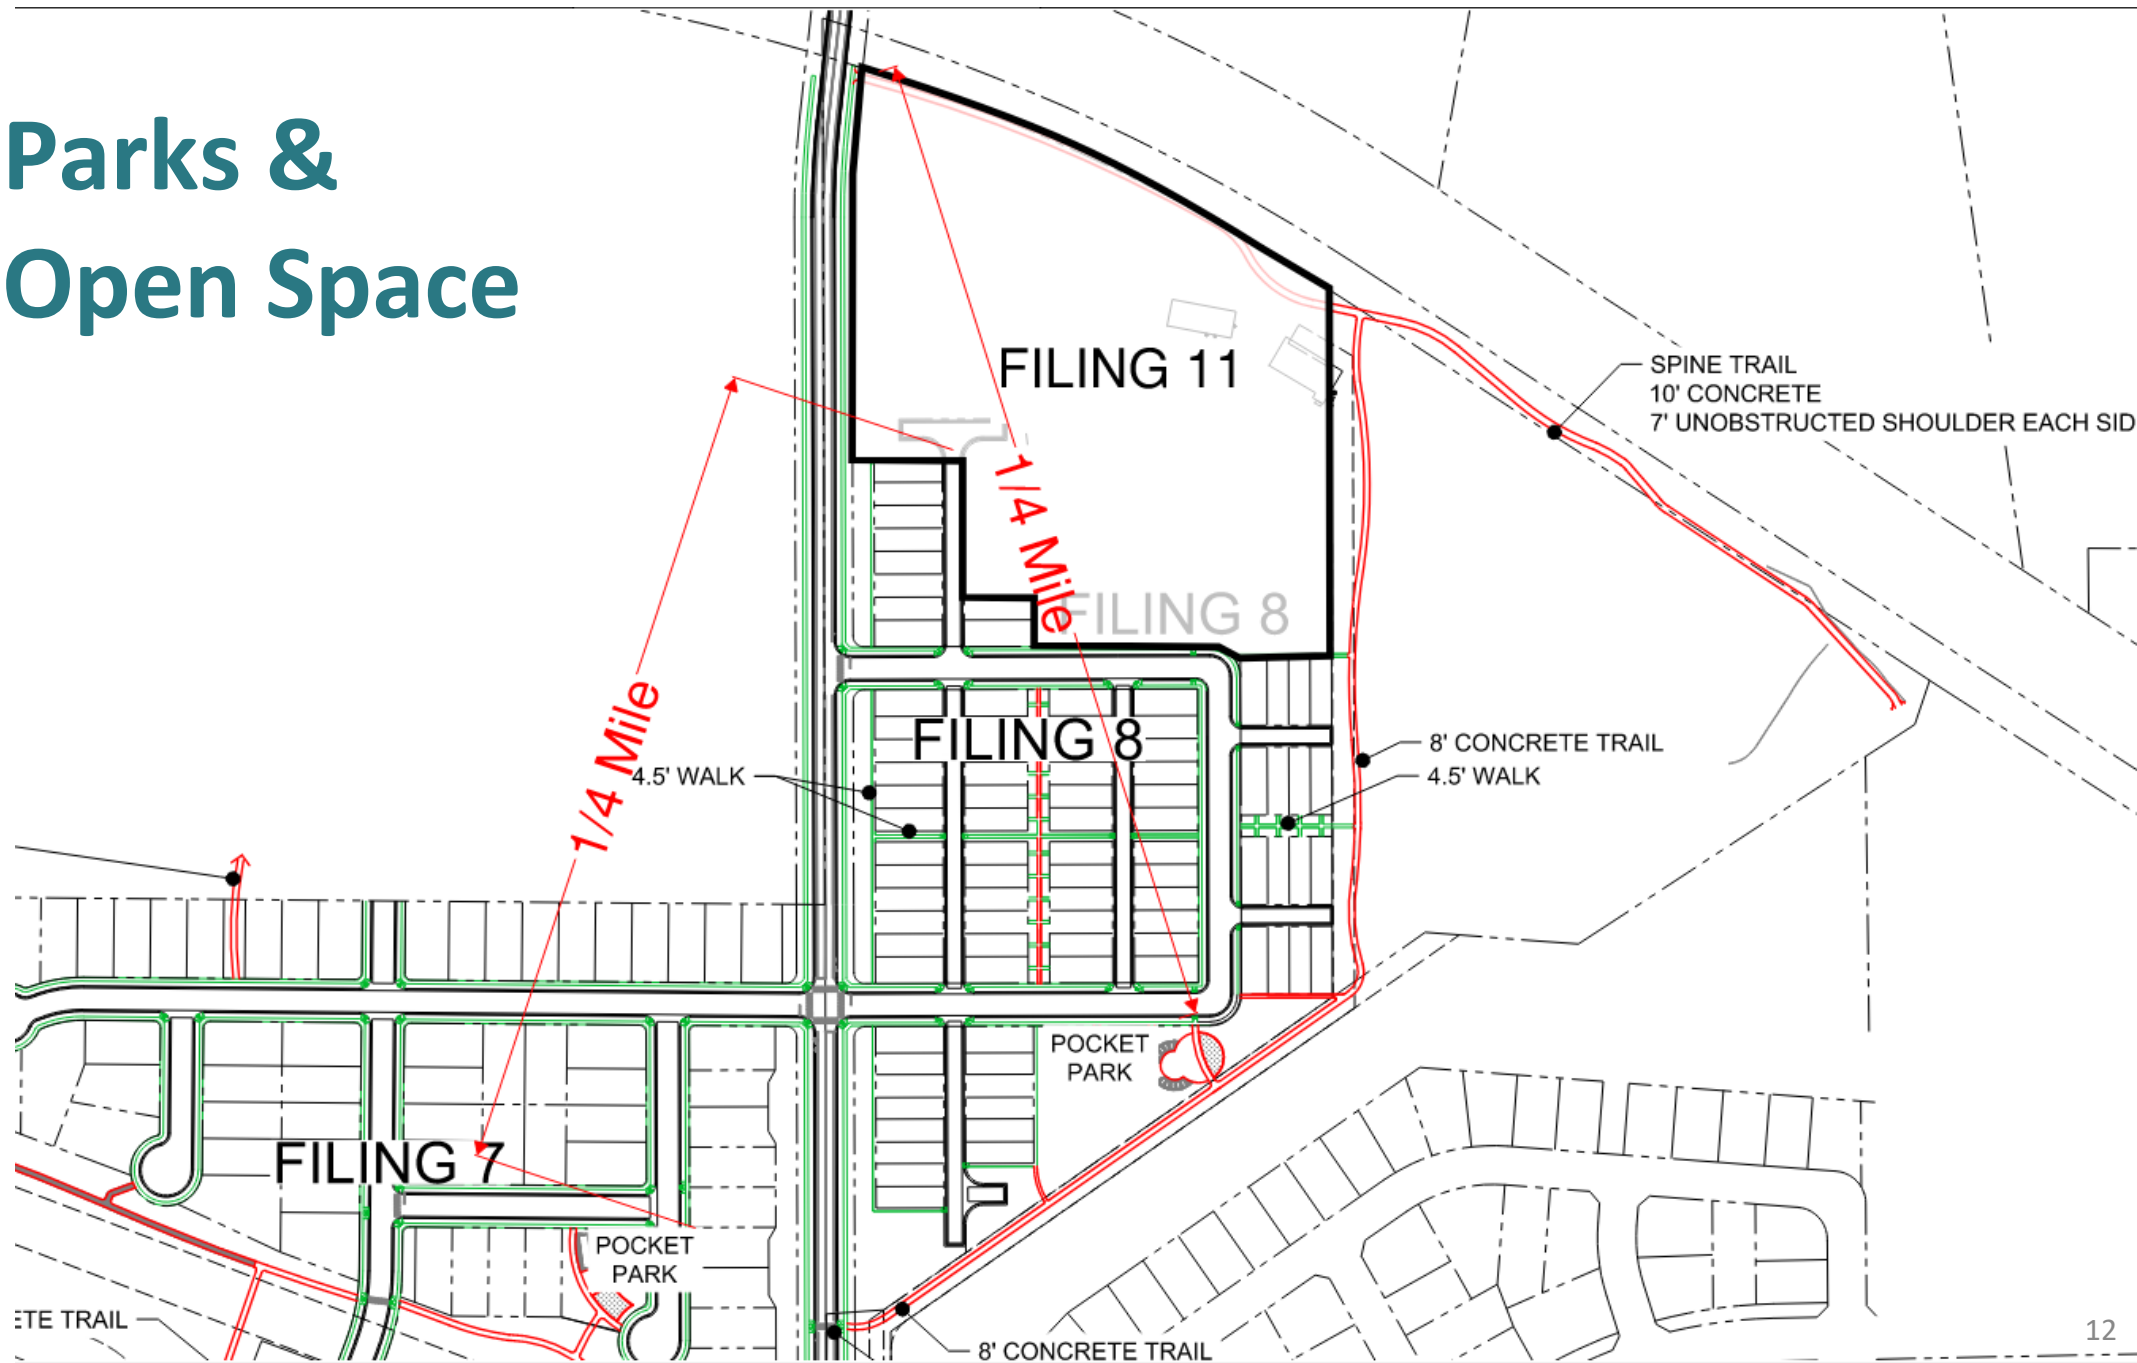 Parks &
Open Space
FILING 11
SPINE TRAIL
10' CONCRETE
7' UNOBSTRUCTED SHOULDER EACH SID
1/4 Mile
FILING 8
1/4 Mile
FILING 8
4.5' WALK
8' CONCRETE TRAIL
4.5' WALK
POCKET
PARK
FILING 7
POCKET
PARK
ETE TRAIL
8' CONCRETE TRAIL
12